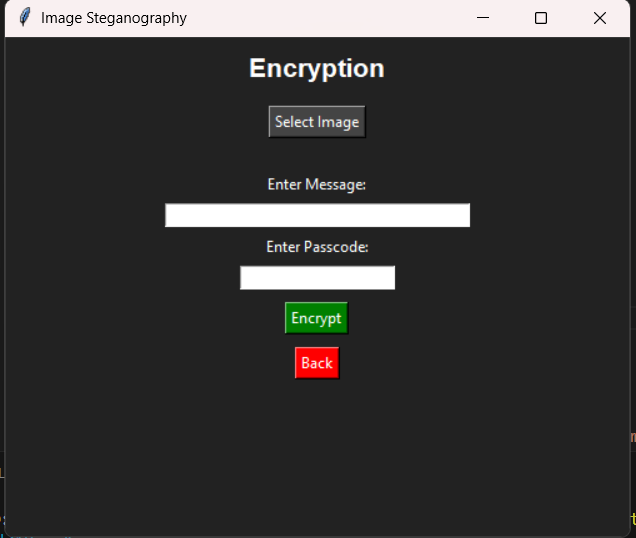 Image Steganography
Encryption
Select Image
Enter Message:
Enter Passcode:
Encrypt
Back